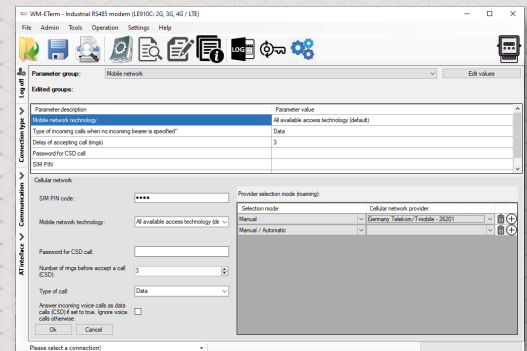 WM-ETerm - Industrial RS485 modem (LE910C: 2G, 3G, 4G / LTE)
File Admin Tools Operation Settings Help
LOG
Log off
Parameter group: Mobile network Edit values
Edited groups:
Connection type
Parameter description Parameter value
Mobile network technology All available access technology (default)
Type of incoming calls when no incoming bearer is specified" Data
Delay of accepting call (rings) 3
Password for CSD call
SIM PIN
Communication
Cellular network
SIM PIN code: ●●●●
Provider selection mode (roaming):
Selection mode Cellular network provider
Manual Germany Telekom/T-mobile - 26201
Manual / Automatic
Mobile network technology: All available access technology (de
AT interface
Password for CSD call:
Number of rings before accept a call (CSD): 3
Type of call: Data
Answer incoming voice calls as data
calls (CSD) if set to true. Ignore voice
calls otherwise:
Ok Cancel
Please select a connection!